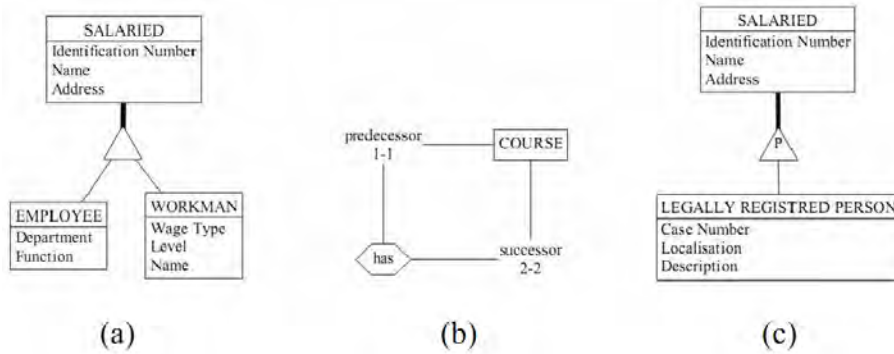 SALARIED
Identification Number
Name
Address
EMPLOYEE
Department
Function
WORKMAN
Wage Type
Level
Name
(a)
predecessor
1-1
COURSE
has
successor
2-2
(b)
SALARIED
Identification Number
Name
Address
P
LEGALLY REGISTRED PERSON
Case Number
Localisation
Description
(c)